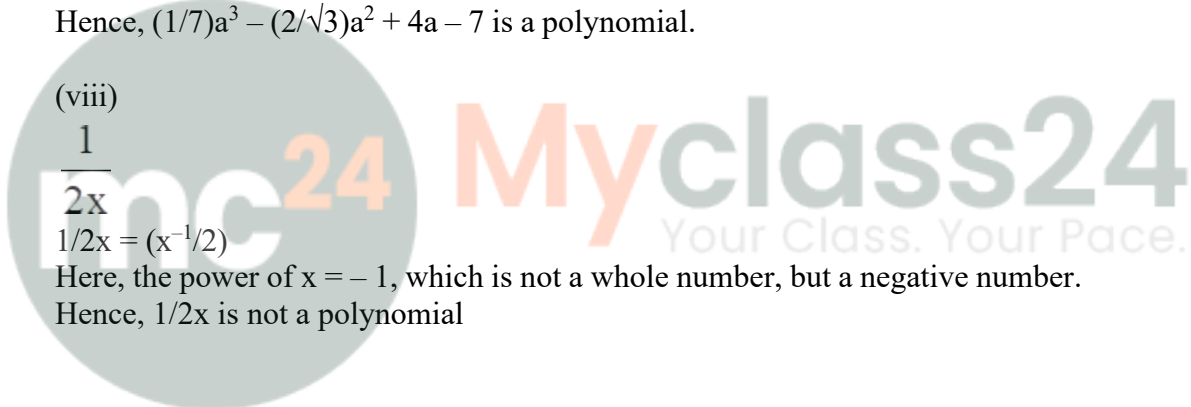 Hence, (1/7)a³ – (2/√3)a² + 4a – 7 is a polynomial.
(viii)
1
2x
1/2x = (x⁻¹/2)
Here, the power of x = – 1, which is not a whole number, but a negative number.
Hence, 1/2x is not a polynomial
mc24
Myclass24
Your Class. Your Pace.